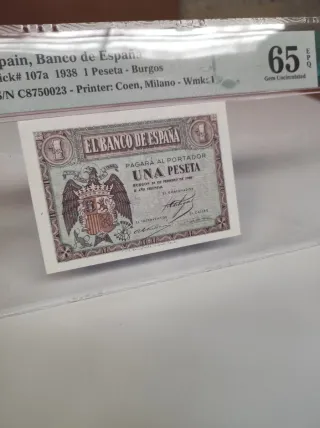 pain, Banco de España
ick# 107a 1938 1 Peseta - Burgos
/N C8750023 - Printer: Coen, Milano - Wmk: 
65 EPQ
Gem Uncirculated
EL BANCO DE ESPAÑA
PAGARÁ AL PORTADOR
UNA PESETA
1
1